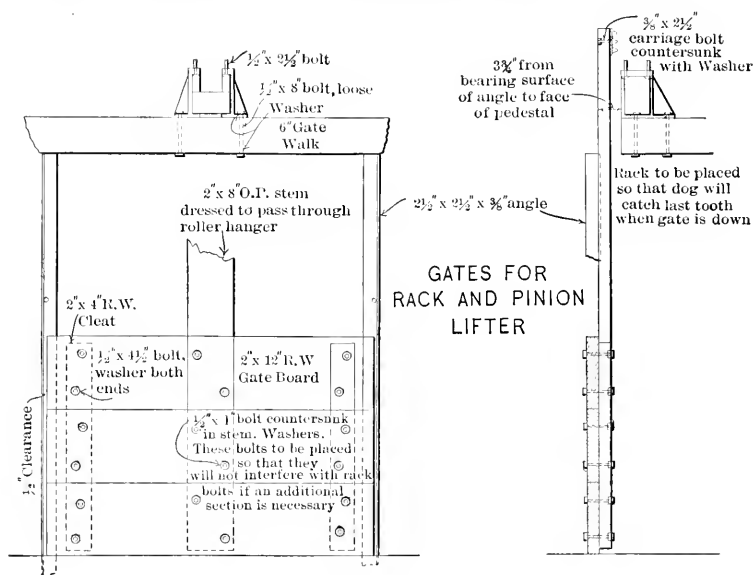 ½" x 2½" bolt
½" x 8" bolt, loose
Washer
6" Gate
Walk
2" x 8" O.P. stem
dressed to pass through
roller hanger
2½" x 2½" x ⅜" angle
2" x 4" R.W.
Cleat
½" x 4½" bolt,
washer both
ends
2" x 12" R.W
Gate Board
bolt countersunk
in stem. Washers.
These bolts to be placed
so that they
will not interfere with rack
bolts if an additional
section is necessary
½" Clearance
GATES FOR
RACK AND PINION
LIFTER
⅜" x 2½"
carriage bolt
countersunk
with Washer
3¾" from
bearing surface
of angle to face
of pedestal
Rack to be placed
so that dog will
catch last tooth
when gate is down